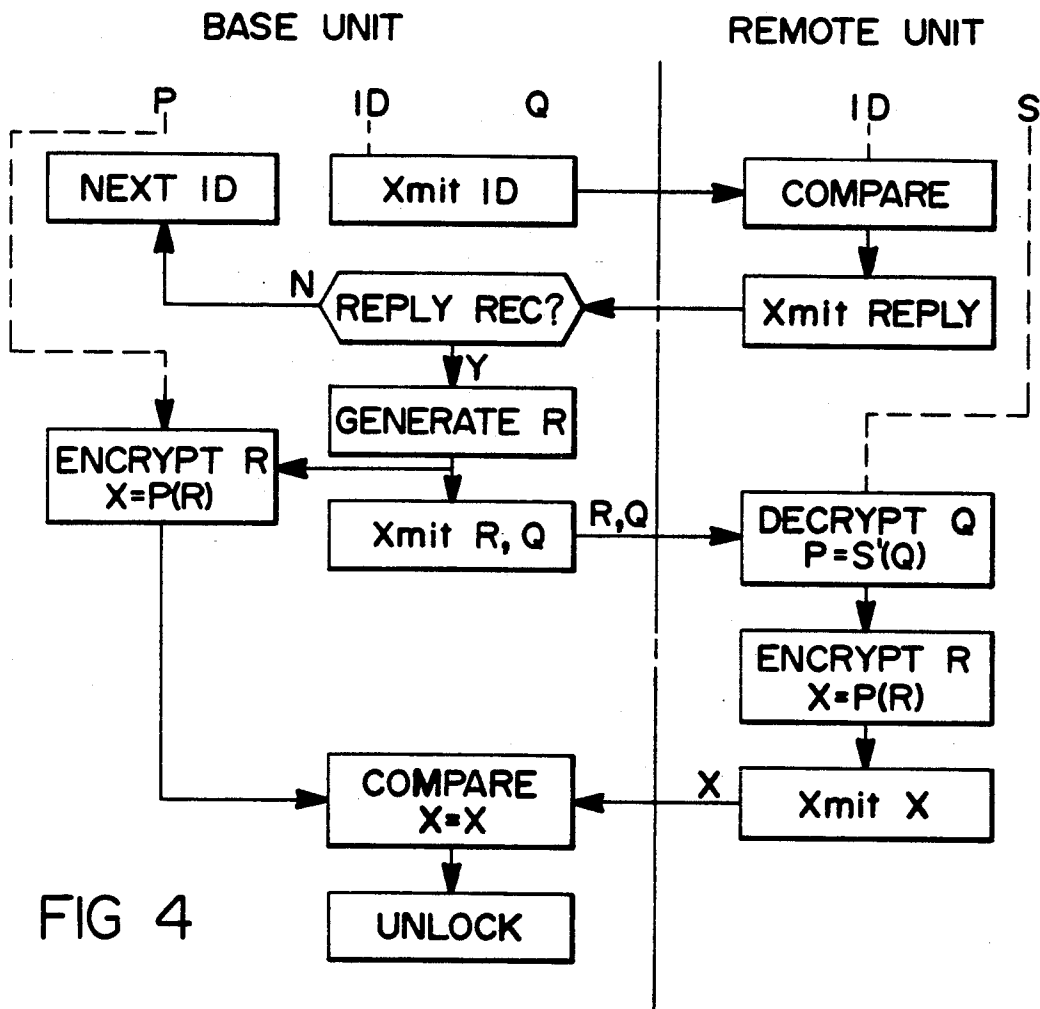 BASE UNIT
REMOTE UNIT
P
ID
Q
ID
S
NEXT ID
Xmit ID
COMPARE
N
REPLY REC?
Xmit REPLY
Y
GENERATE R
ENCRYPT R
X=P(R)
Xmit R, Q
R,Q
DECRYPT Q
P=S'(Q)
ENCRYPT R
X=P(R)
COMPARE
X=X
X
Xmit X
UNLOCK
FIG 4